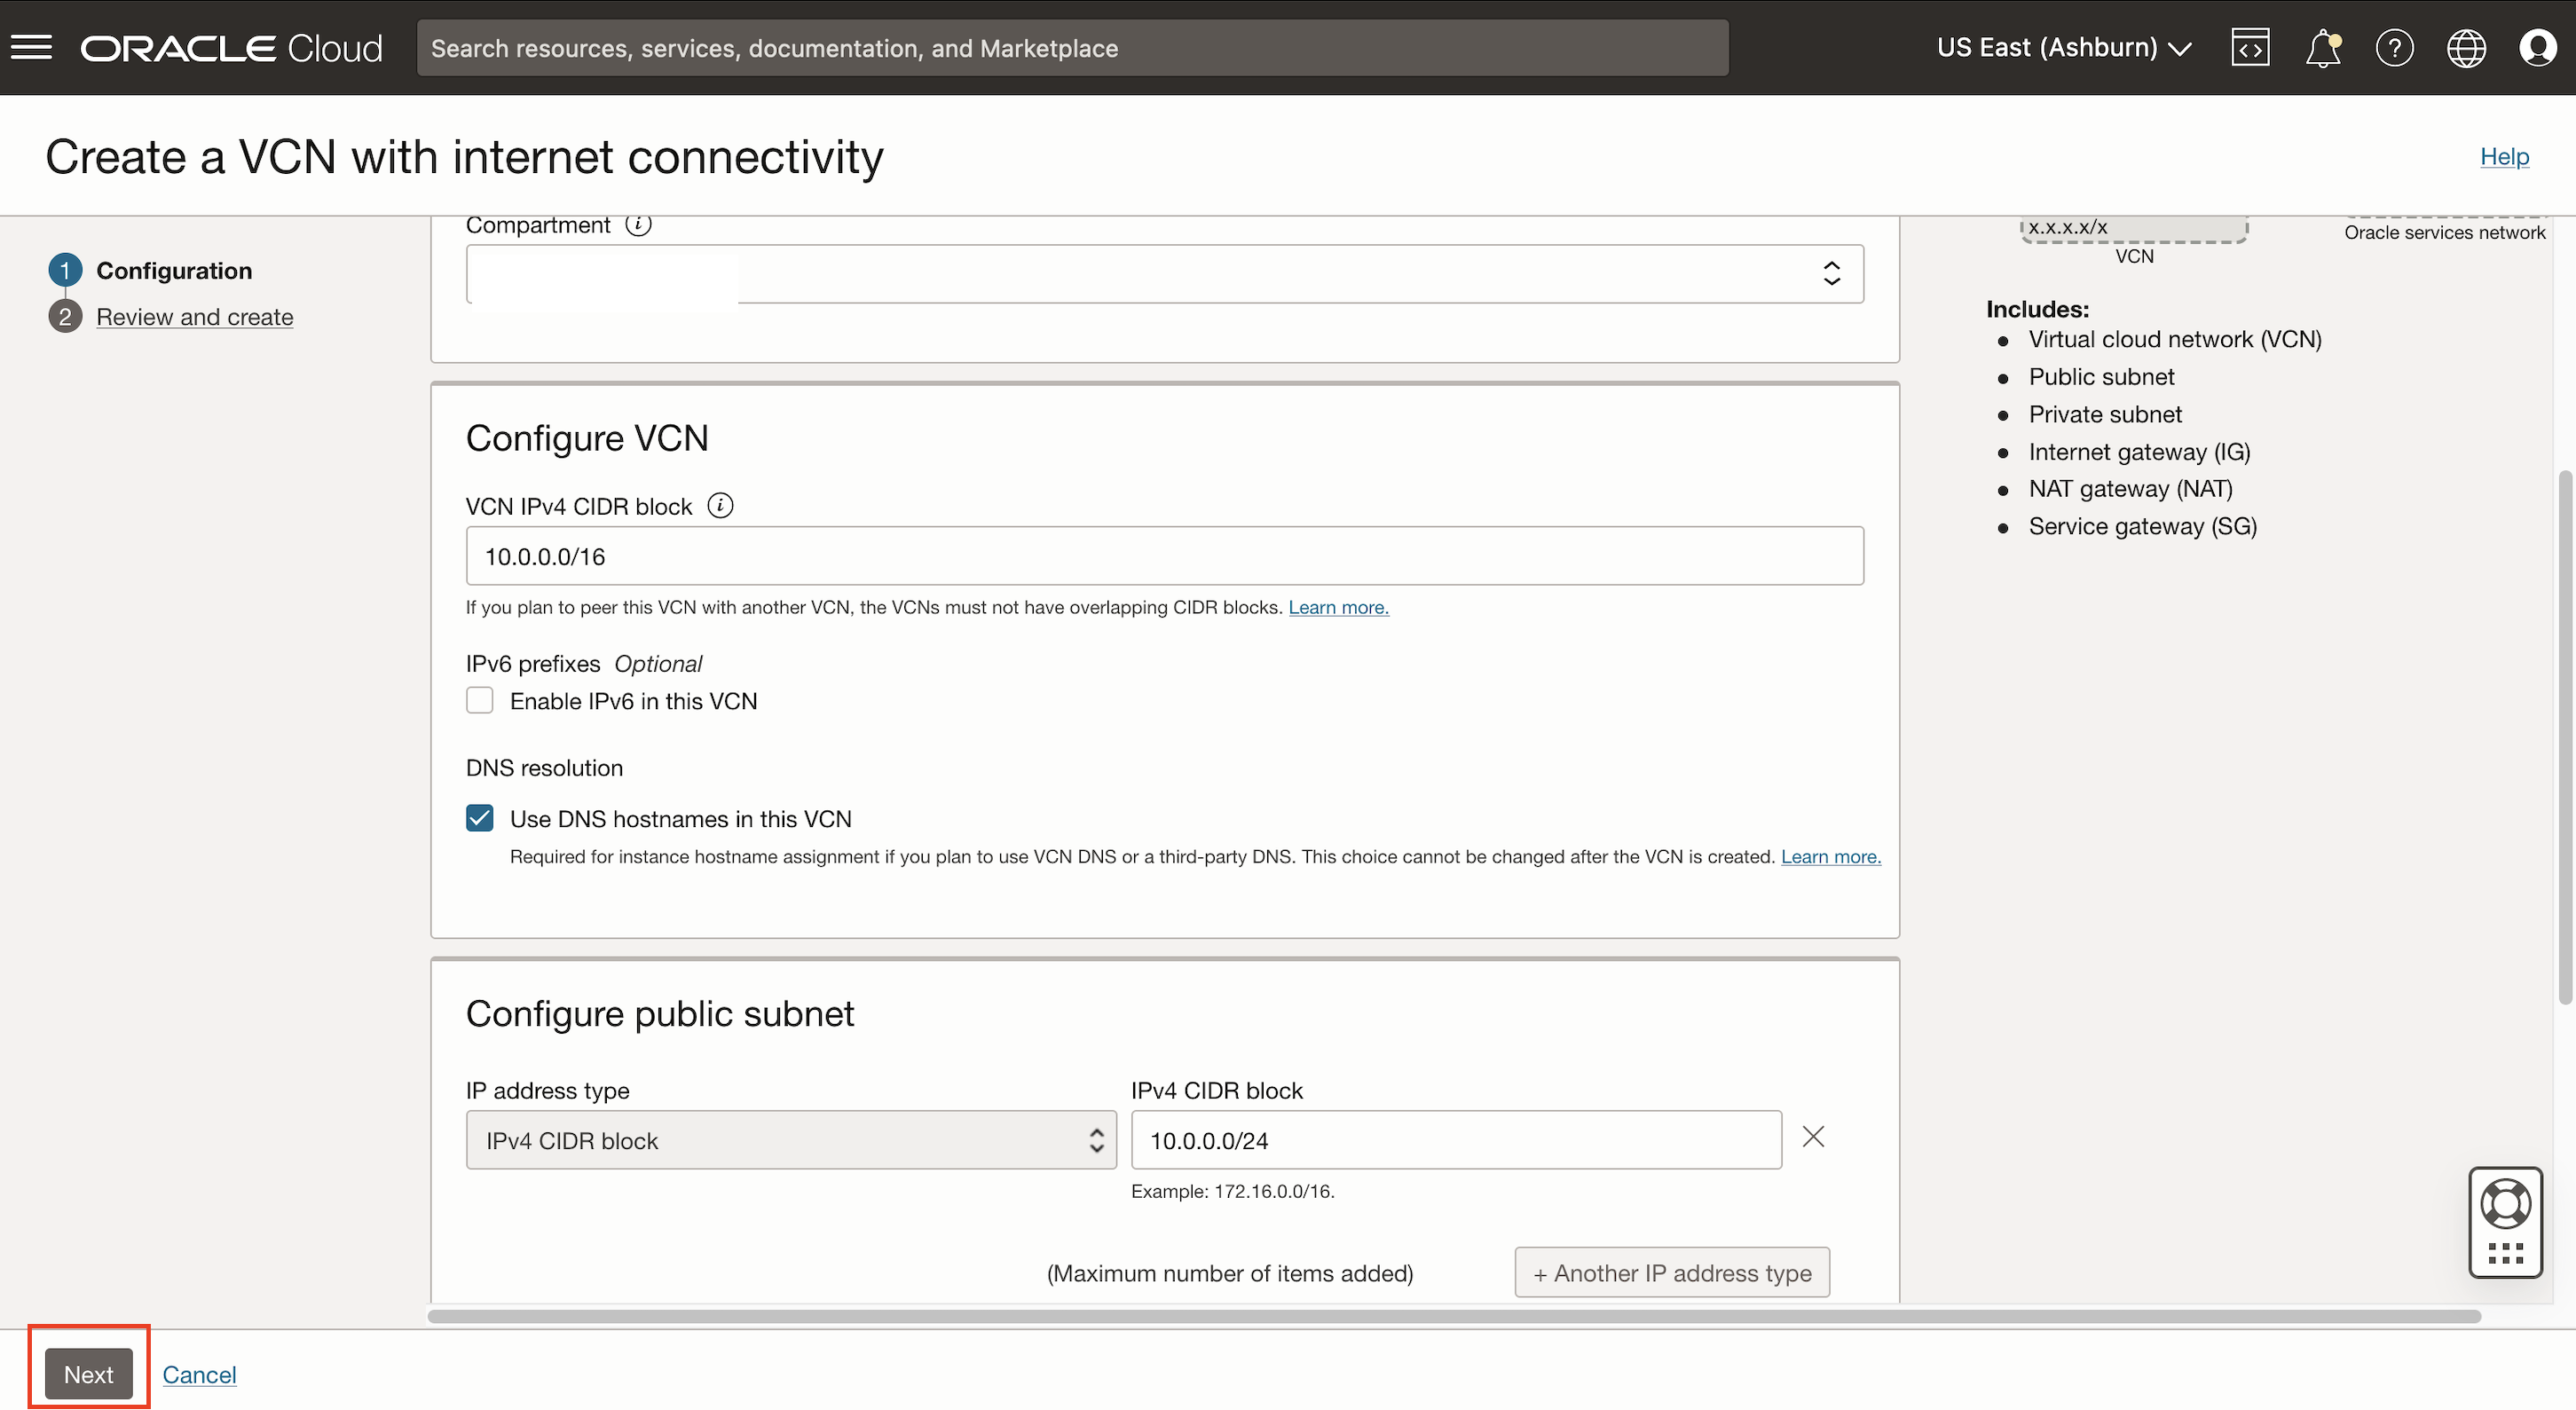 ORACLE Cloud
Search resources, services, documentation, and Marketplace
US East (Ashburn)
Create a VCN with internet connectivity
Help
1 Configuration
2 Review and create
Compartment
Configure VCN
VCN IPv4 CIDR block
10.0.0.0/16
If you plan to peer this VCN with another VCN, the VCNs must not have overlapping CIDR blocks. Learn more.
IPv6 prefixes Optional
Enable IPv6 in this VCN
DNS resolution
Use DNS hostnames in this VCN
Required for instance hostname assignment if you plan to use VCN DNS or a third-party DNS. This choice cannot be changed after the VCN is created. Learn more.
Configure public subnet
IP address type
IPv4 CIDR block
IPv4 CIDR block
10.0.0.0/24
Example: 172.16.0.0/16.
(Maximum number of items added)
+ Another IP address type
x.x.x.x/x
VCN
Oracle services network
Includes:
Virtual cloud network (VCN)
Public subnet
Private subnet
Internet gateway (IG)
NAT gateway (NAT)
Service gateway (SG)
Next
Cancel